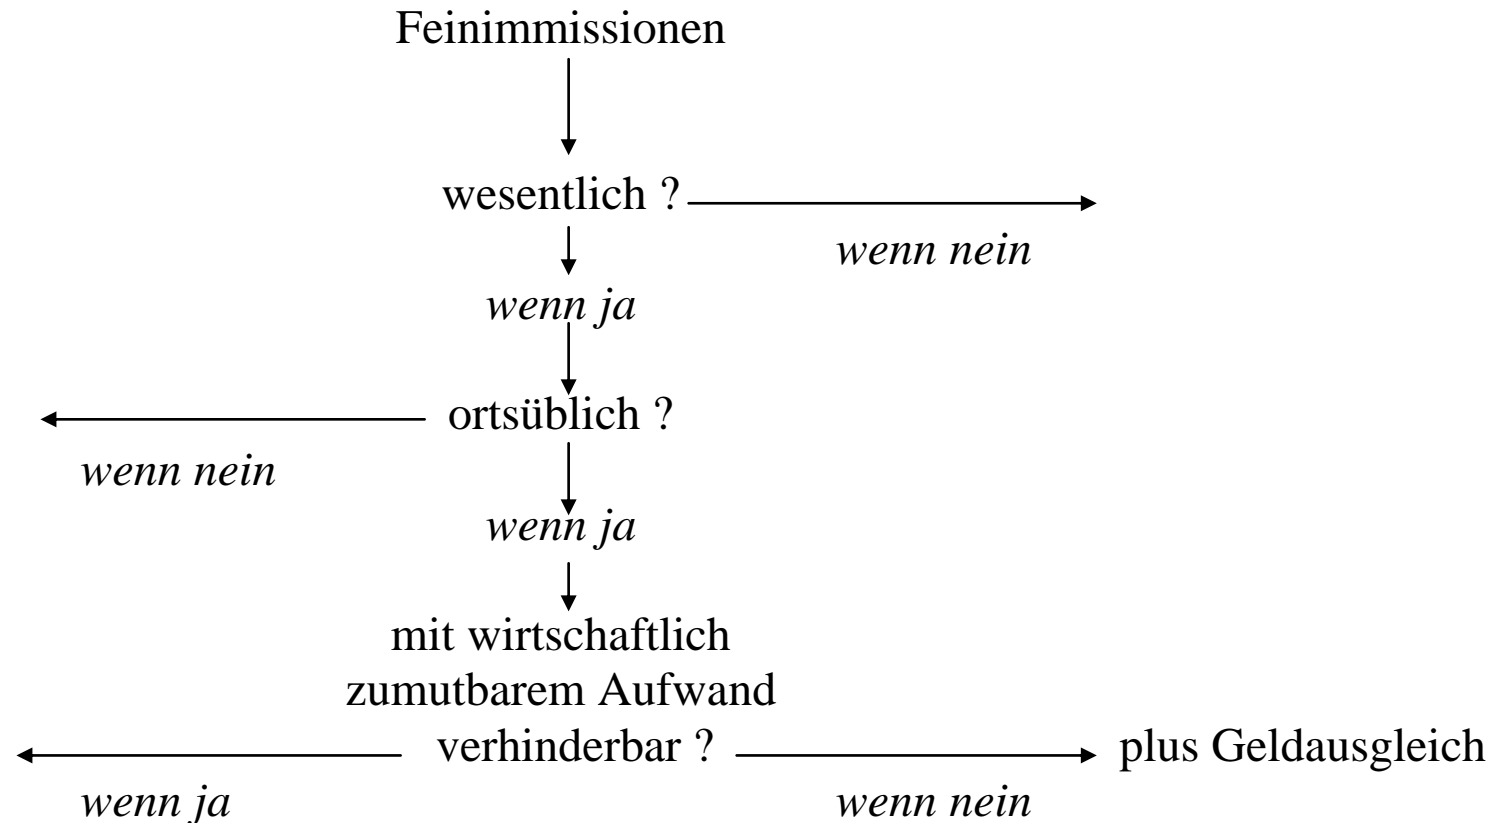 Feinimmissionen
wesentlich ?
wenn nein
wenn ja
ortsüblich ?
wenn nein
wenn ja
mit wirtschaftlich
zumutbarem Aufwand
verhinderbar ?
plus Geldausgleich
wenn ja
wenn nein